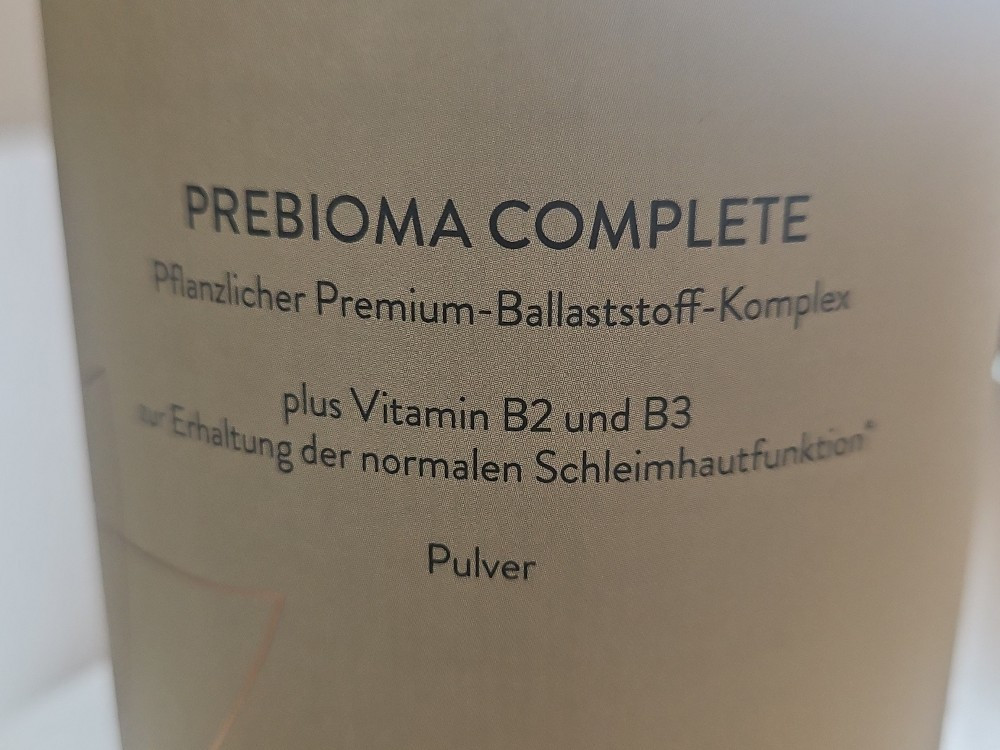 PREBIOMA COMPLETE
Pflanzlicher Premium-Ballaststoff-Komplex
plus Vitamin B2 und B3
zur Erhaltung der normalen Schleimhautfunktion*
Pulver